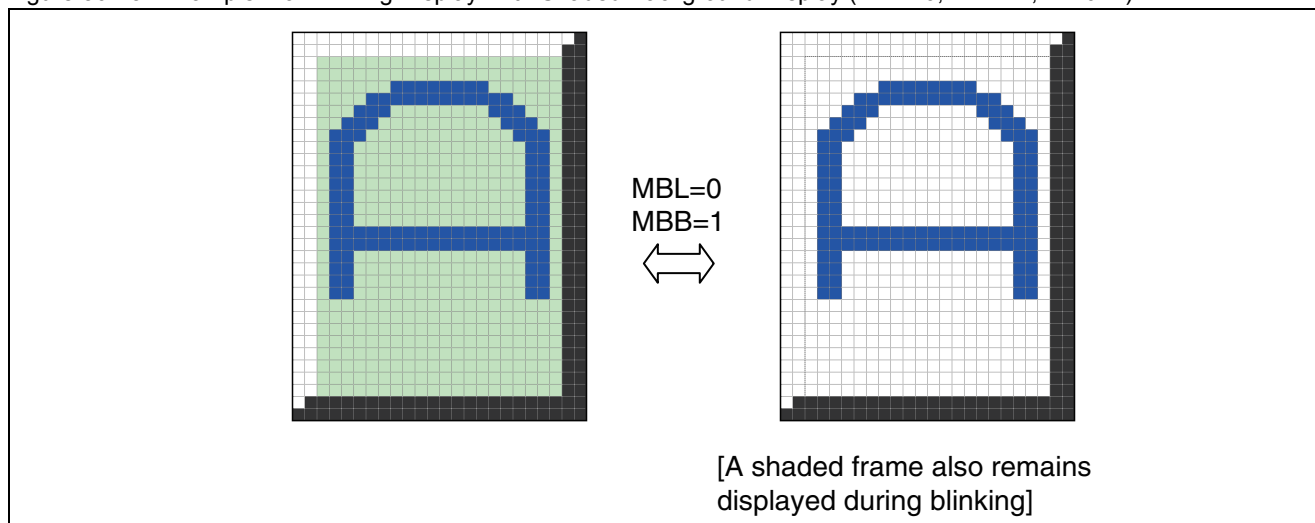 MBL=0
MBB=1
[A shaded frame also remains
displayed during blinking]